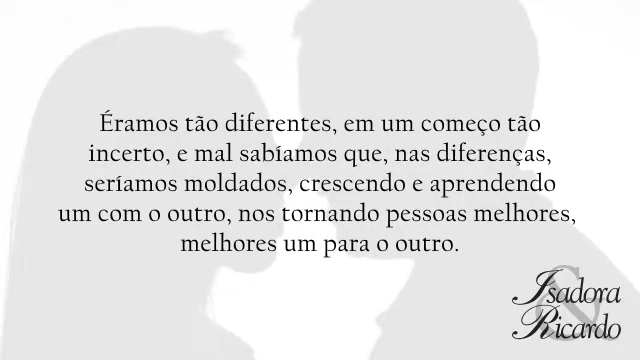 Éramos tão diferentes, em um começo tão
incerto, e mal sabíamos que, nas diferenças,
seríamos moldados, crescendo e aprendendo
um com o outro, nos tornando pessoas melhores,
melhores um para o outro.
Isadora
&
Ricardo